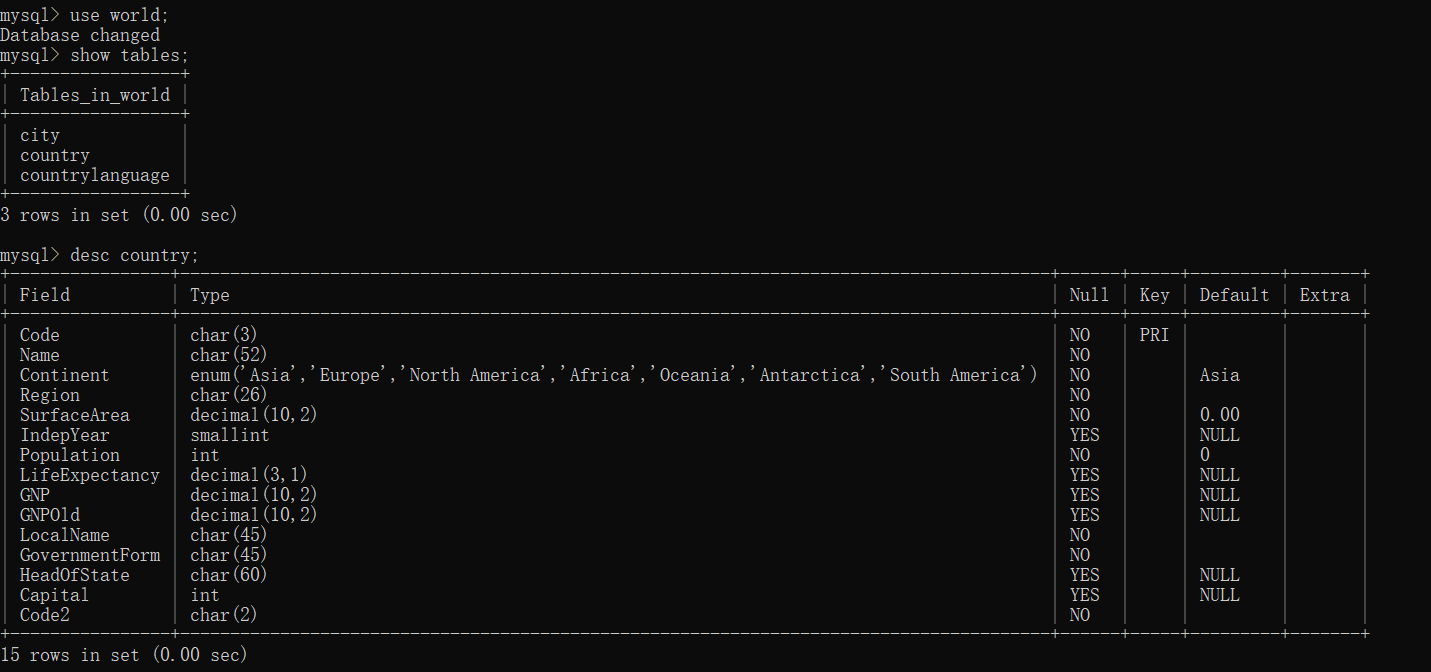 mysql> use world;
Database changed
mysql> show tables;
+-----------------+
| Tables_in_world |
+-----------------+
| city            |
| country         |
| countrylanguage |
+-----------------+
3 rows in set (0.00 sec)
mysql> desc country;
+----------------+---------------------------------------------------------------------------------------+------+-----+---------+-------+
| Field          | Type                                                                                  | Null | Key | Default | Extra |
+----------------+---------------------------------------------------------------------------------------+------+-----+---------+-------+
| Code           | char(3)                                                                               | NO   | PRI |         |       |
| Name           | char(52)                                                                              | NO   |     |         |       |
| Continent      | enum('Asia','Europe','North America','Africa','Oceania','Antarctica','South America') | NO   |     | Asia    |       |
| Region         | char(26)                                                                              | NO   |     |         |       |
| SurfaceArea    | decimal(10,2)                                                                         | NO   |     | 0.00    |       |
| IndepYear      | smallint                                                                              | YES  |     | NULL    |       |
| Population     | int                                                                                   | NO   |     | 0       |       |
| LifeExpectancy | decimal(3,1)                                                                          | YES  |     | NULL    |       |
| GNP            | decimal(10,2)                                                                         | YES  |     | NULL    |       |
| GNPOld         | decimal(10,2)                                                                         | YES  |     | NULL    |       |
| LocalName      | char(45)                                                                              | NO   |     |         |       |
| GovernmentForm | char(45)                                                                              | NO   |     |         |       |
| HeadOfState    | char(60)                                                                              | YES  |     | NULL    |       |
| Capital        | int                                                                                   | YES  |     | NULL    |       |
| Code2          | char(2)                                                                               | NO   |     |         |       |
+----------------+---------------------------------------------------------------------------------------+------+-----+---------+-------+
15 rows in set (0.00 sec)